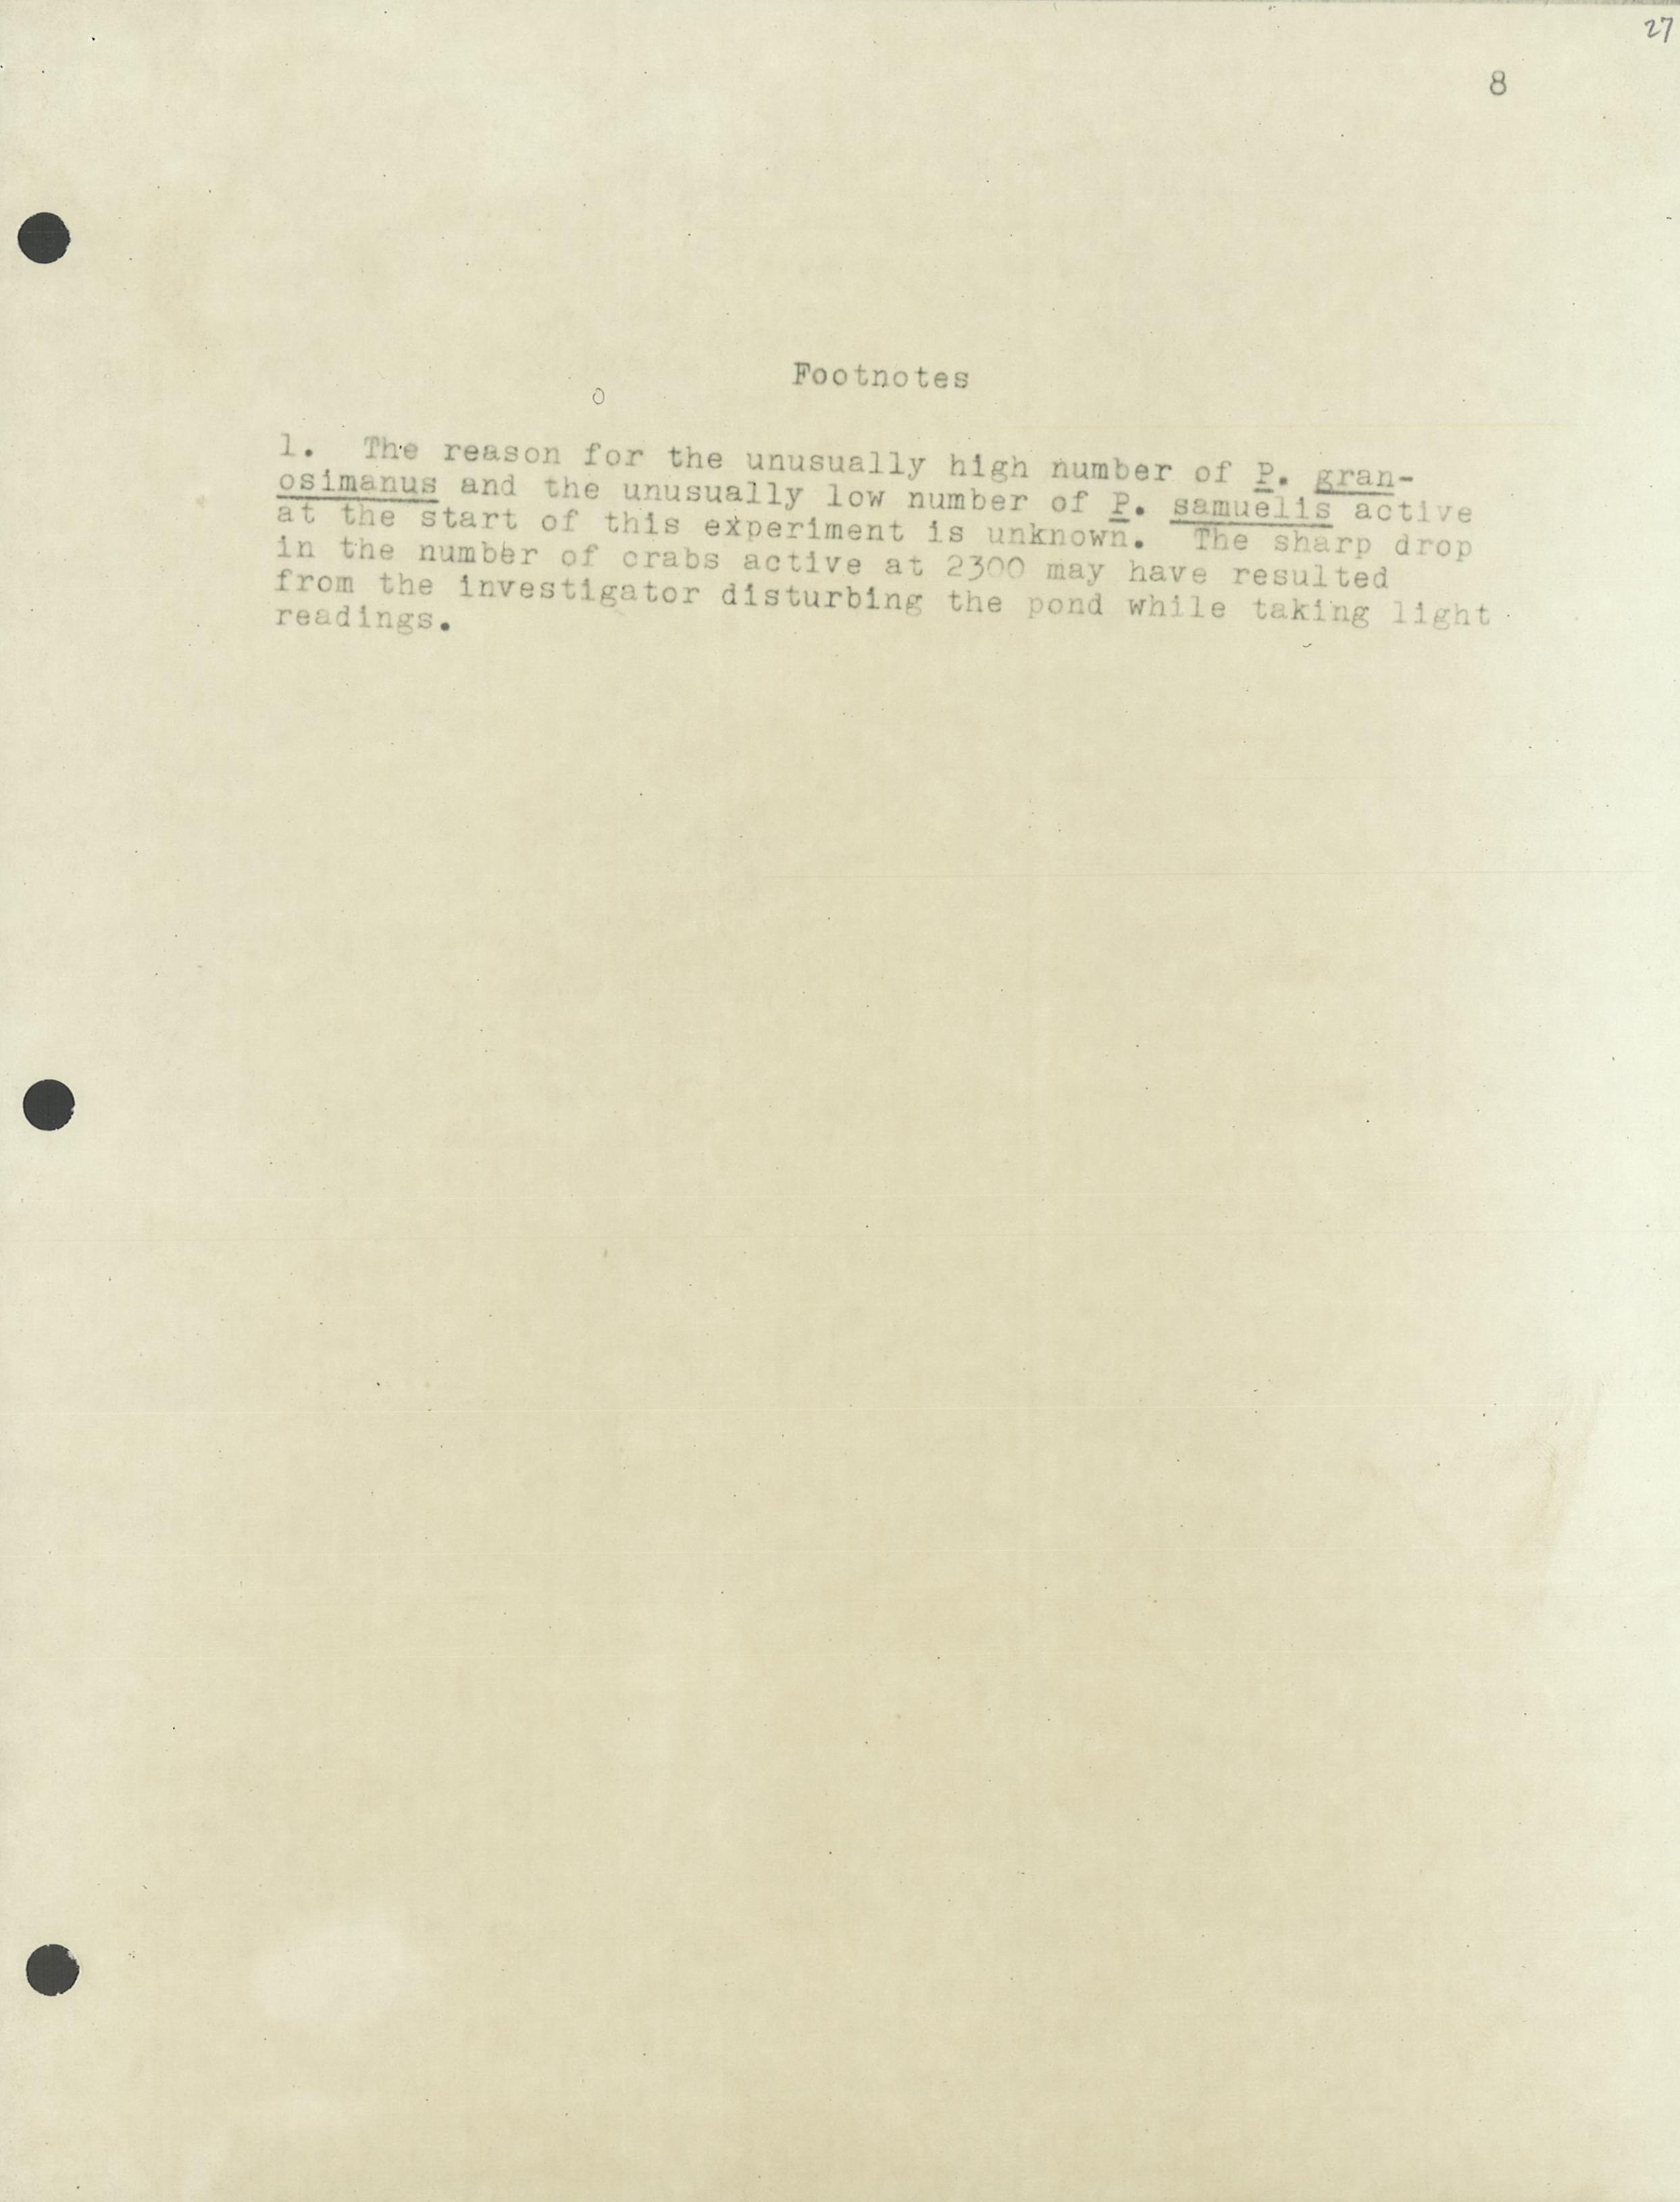 27
8
Footnotes
1. The reason for the unusually high number of P. gran-
osimanus and the unusually low number of P. samuelis active
at the start of this experiment is unknown. The sharp drop
in the number of crabs active at 2300 may have resulted
from the investigator disturbing the pond while taking light
readings.